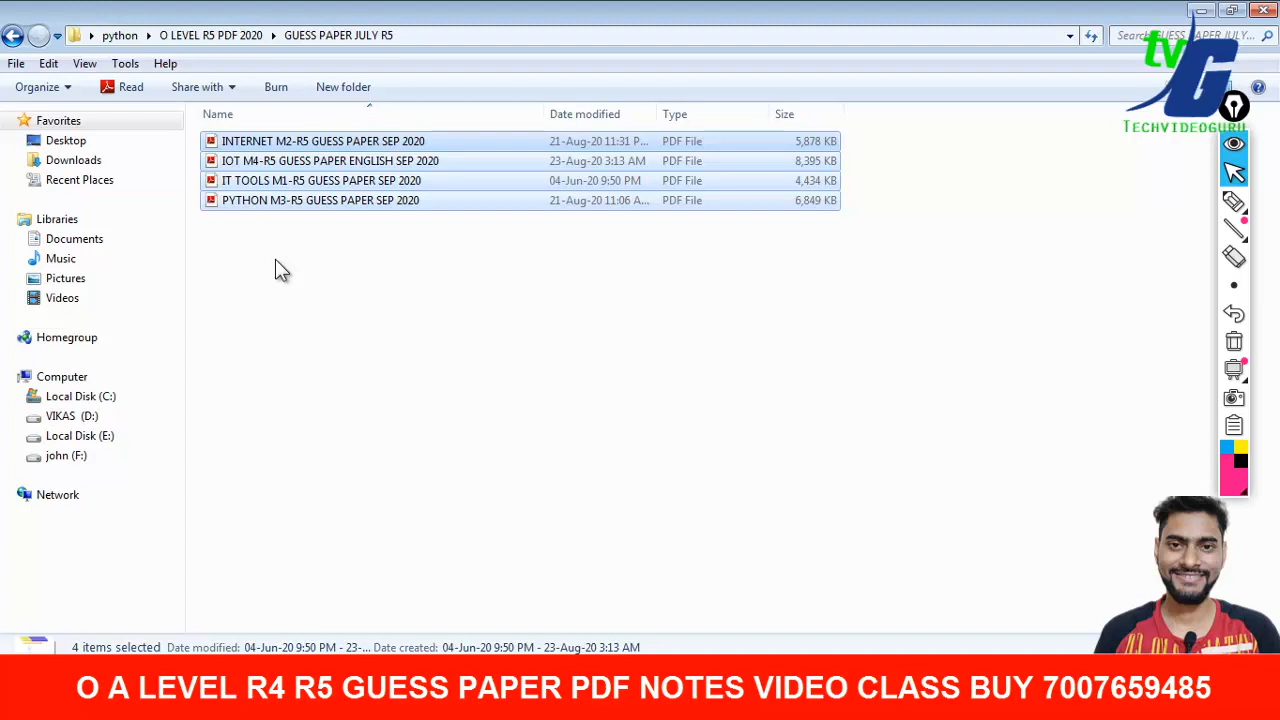 python ▸ O LEVEL R5 PDF 2020 ▸ GUESS PAPER JULY R5
Search GUESS PAPER JULY...
tv G
TECHVIDEOGURU
File Edit View Tools Help
Organize Read Share with Burn New folder
Name Date modified Type Size
Favorites
Desktop
Downloads
Recent Places
Libraries
Documents
Music
Pictures
Videos
Homegroup
Computer
Local Disk (C:)
VIKAS (D:)
Local Disk (E:)
john (F:)
Network
INTERNET M2-R5 GUESS PAPER SEP 2020 21-Aug-20 11:31 P... PDF File 5,878 KB
IOT M4-R5 GUESS PAPER ENGLISH SEP 2020 23-Aug-20 3:13 AM PDF File 8,395 KB
IT TOOLS M1-R5 GUESS PAPER SEP 2020 04-Jun-20 9:50 PM PDF File 4,434 KB
PYTHON M3-R5 GUESS PAPER SEP 2020 21-Aug-20 11:06 A... PDF File 6,849 KB
4 items selected Date modified: 04-Jun-20 9:50 PM - 23-... Date created: 04-Jun-20 9:50 PM - 23-Aug-20 3:13 AM
O A LEVEL R4 R5 GUESS PAPER PDF NOTES VIDEO CLASS BUY 7007659485